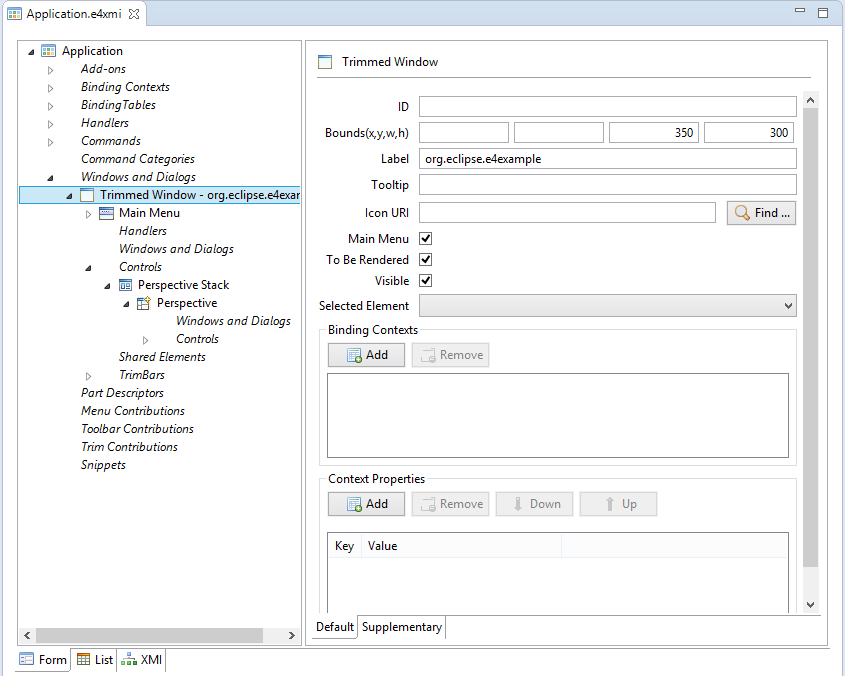 Application.e4xmi
Application
Add-ons
Binding Contexts
BindingTables
Handlers
Commands
Command Categories
Windows and Dialogs
Trimmed Window - org.eclipse.e4exar
Main Menu
Handlers
Windows and Dialogs
Controls
Perspective Stack
Perspective
Windows and Dialogs
Controls
Shared Elements
TrimBars
Part Descriptors
Menu Contributions
Toolbar Contributions
Trim Contributions
Snippets
Trimmed Window
ID
Bounds(x,y,w,h) 350 300
Label org.eclipse.e4example
Tooltip
Icon URI Find ...
Main Menu
To Be Rendered
Visible
Selected Element
Binding Contexts
Add Remove
Context Properties
Add Remove Down Up
Key Value
Default Supplementary
Form List XMI